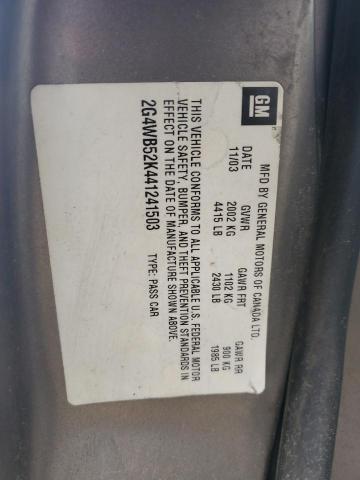 GM
MFD BY GENERAL MOTORS OF CANADA LTD.
DATE GVWR GAWR FRT GAWR RR
11/03 2002 KG 1102 KG 900 KG
4415 LB 2430 LB 1985 LB
THIS VEHICLE CONFORMS TO ALL APPLICABLE U.S. FEDERAL MOTOR
VEHICLE SAFETY, BUMPER, AND THEFT PREVENTION STANDARDS IN
EFFECT ON THE DATE OF MANUFACTURE SHOWN ABOVE.
2G4WB52K441241503 TYPE: PASS CAR